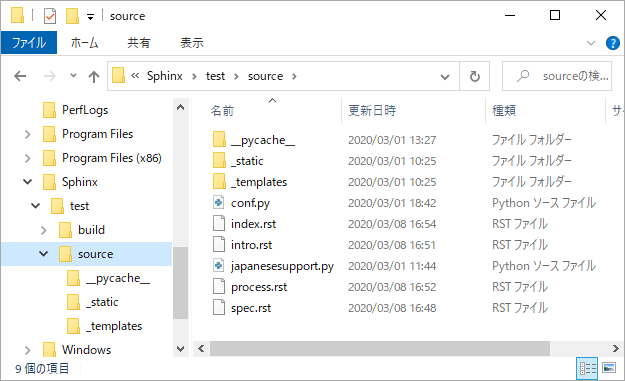 source
ファイル ホーム 共有 表示
« Sphinx › test › source › sourceの検...
PerfLogs
Program Files
Program Files (x86)
Sphinx
test
build
source
__pycache__
_static
_templates
Windows
名前 更新日時 種類 サ
__pycache__ 2020/03/01 13:27 ファイル フォルダー
_static 2020/03/01 10:25 ファイル フォルダー
_templates 2020/03/01 10:25 ファイル フォルダー
conf.py 2020/03/01 18:42 Python ソース ファイル
index.rst 2020/03/08 16:54 RST ファイル
intro.rst 2020/03/08 16:51 RST ファイル
japanesesupport.py 2020/03/01 11:44 Python ソース ファイル
process.rst 2020/03/08 16:52 RST ファイル
spec.rst 2020/03/08 16:48 RST ファイル
9 個の項目